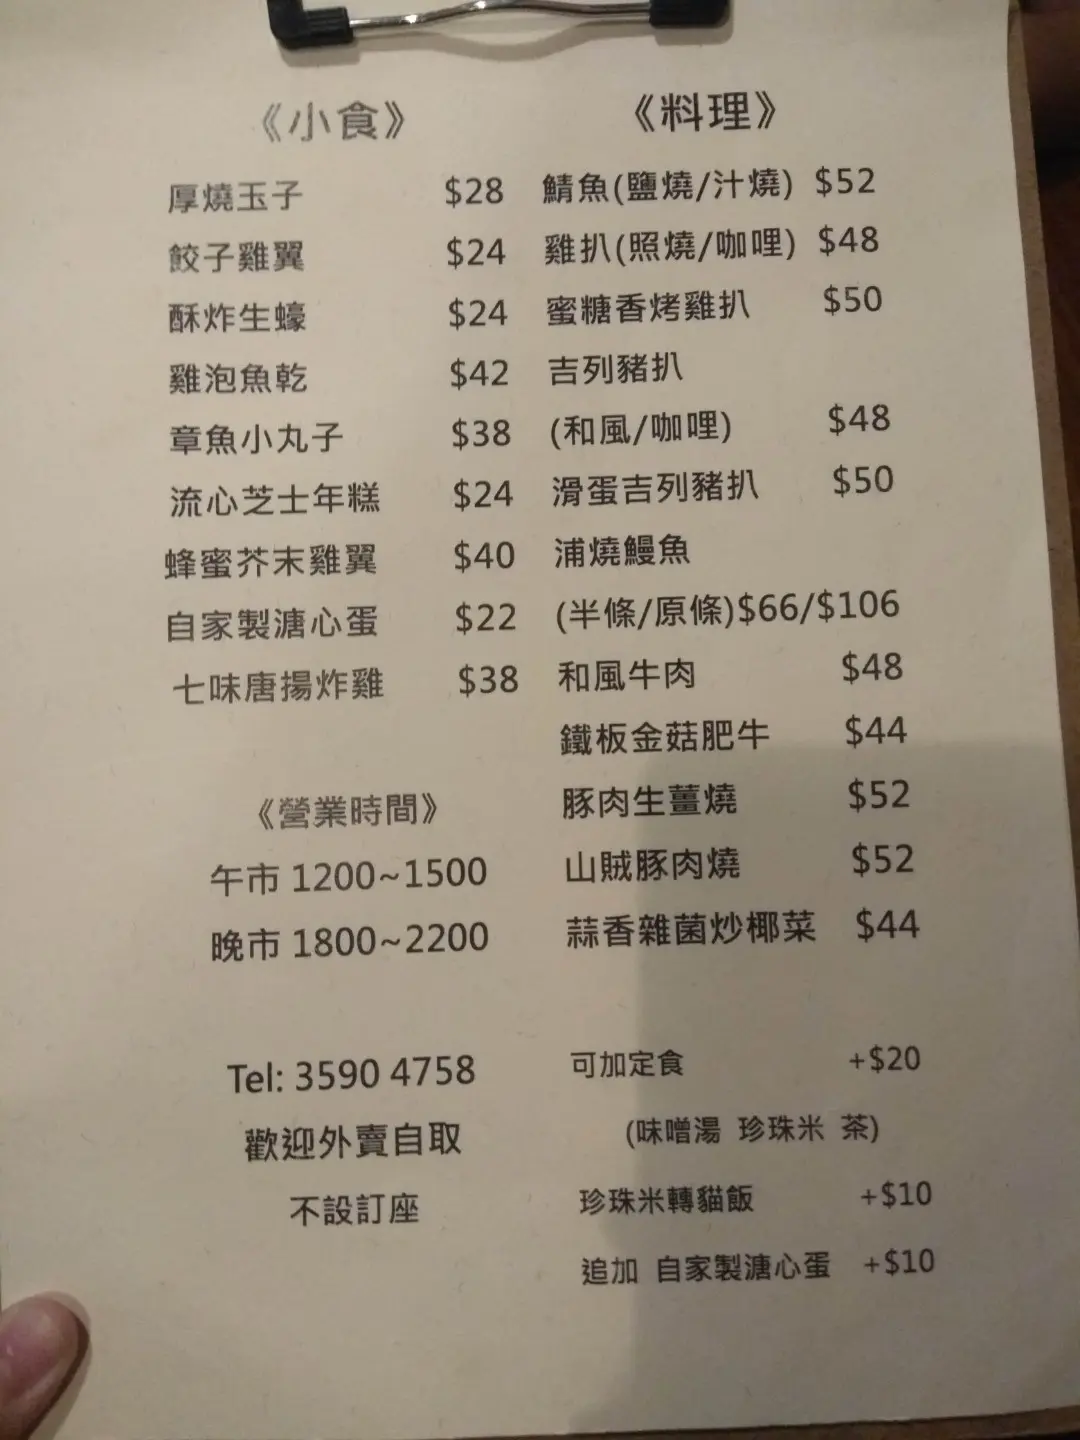 《小食》
厚燒玉子 $28
餃子雞翼 $24
酥炸生蠔 $24
雞泡魚乾 $42
章魚小丸子 $38
流心芝士年糕 $24
蜂蜜芥末雞翼 $40
自家製溏心蛋 $22
七味唐揚炸雞 $38
《營業時間》
午市 1200~1500
晚市 1800~2200
Tel: 3590 4758
歡迎外賣自取
不設訂座
《料理》
鯖魚(鹽燒/汁燒) $52
雞扒(照燒/咖哩) $48
蜜糖香烤雞扒 $50
吉列豬扒
(和風/咖哩) $48
滑蛋吉列豬扒 $50
浦燒鰻魚
(半條/原條)$66/$106
和風牛肉 $48
鐵板金菇肥牛 $44
豚肉生薑燒 $52
山賊豚肉燒 $52
蒜香雜菌炒椰菜 $44
可加定食 +$20
(味噌湯 珍珠米 茶)
珍珠米轉貓飯 +$10
追加 自家製溏心蛋 +$10